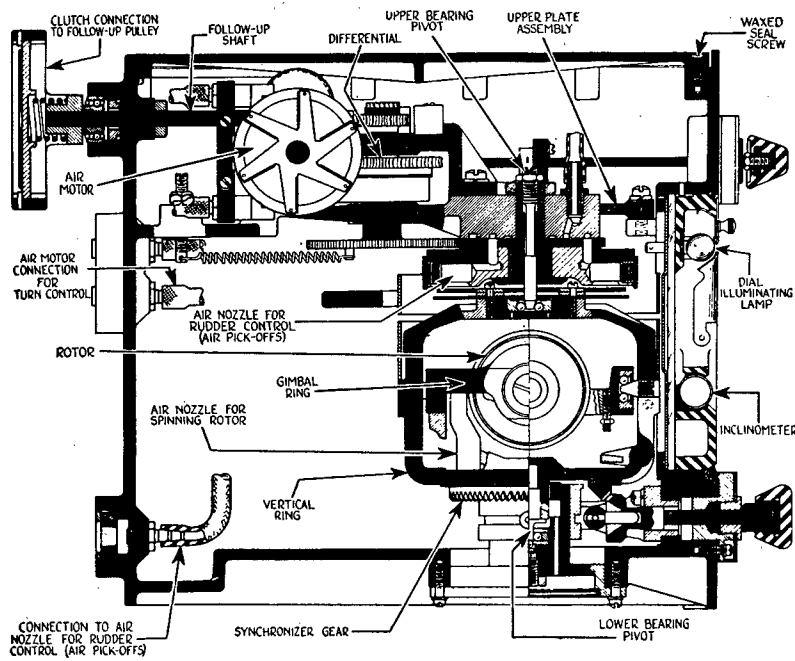 CLUTCH CONNECTION
TO FOLLOW-UP PULLEY
FOLLOW-UP
SHAFT
DIFFERENTIAL
UPPER BEARING
PIVOT
UPPER PLATE
ASSEMBLY
WAXED
SEAL
SCREW
AIR
MOTOR
AIR MOTOR
CONNECTION
FOR
TURN CONTROL
AIR NOZZLE FOR
RUDDER CONTROL
(AIR PICK-OFFS)
DIAL
ILLUMINATING
LAMP
ROTOR
GIMBAL
RING
AIR NOZZLE FOR
SPINNING ROTOR
INCLINOMETER
VERTICAL
RING
CONNECTION TO AIR
NOZZLE FOR RUDDER
CONTROL (AIR PICK-OFFS)
SYNCHRONIZER GEAR
LOWER BEARING
PIVOT